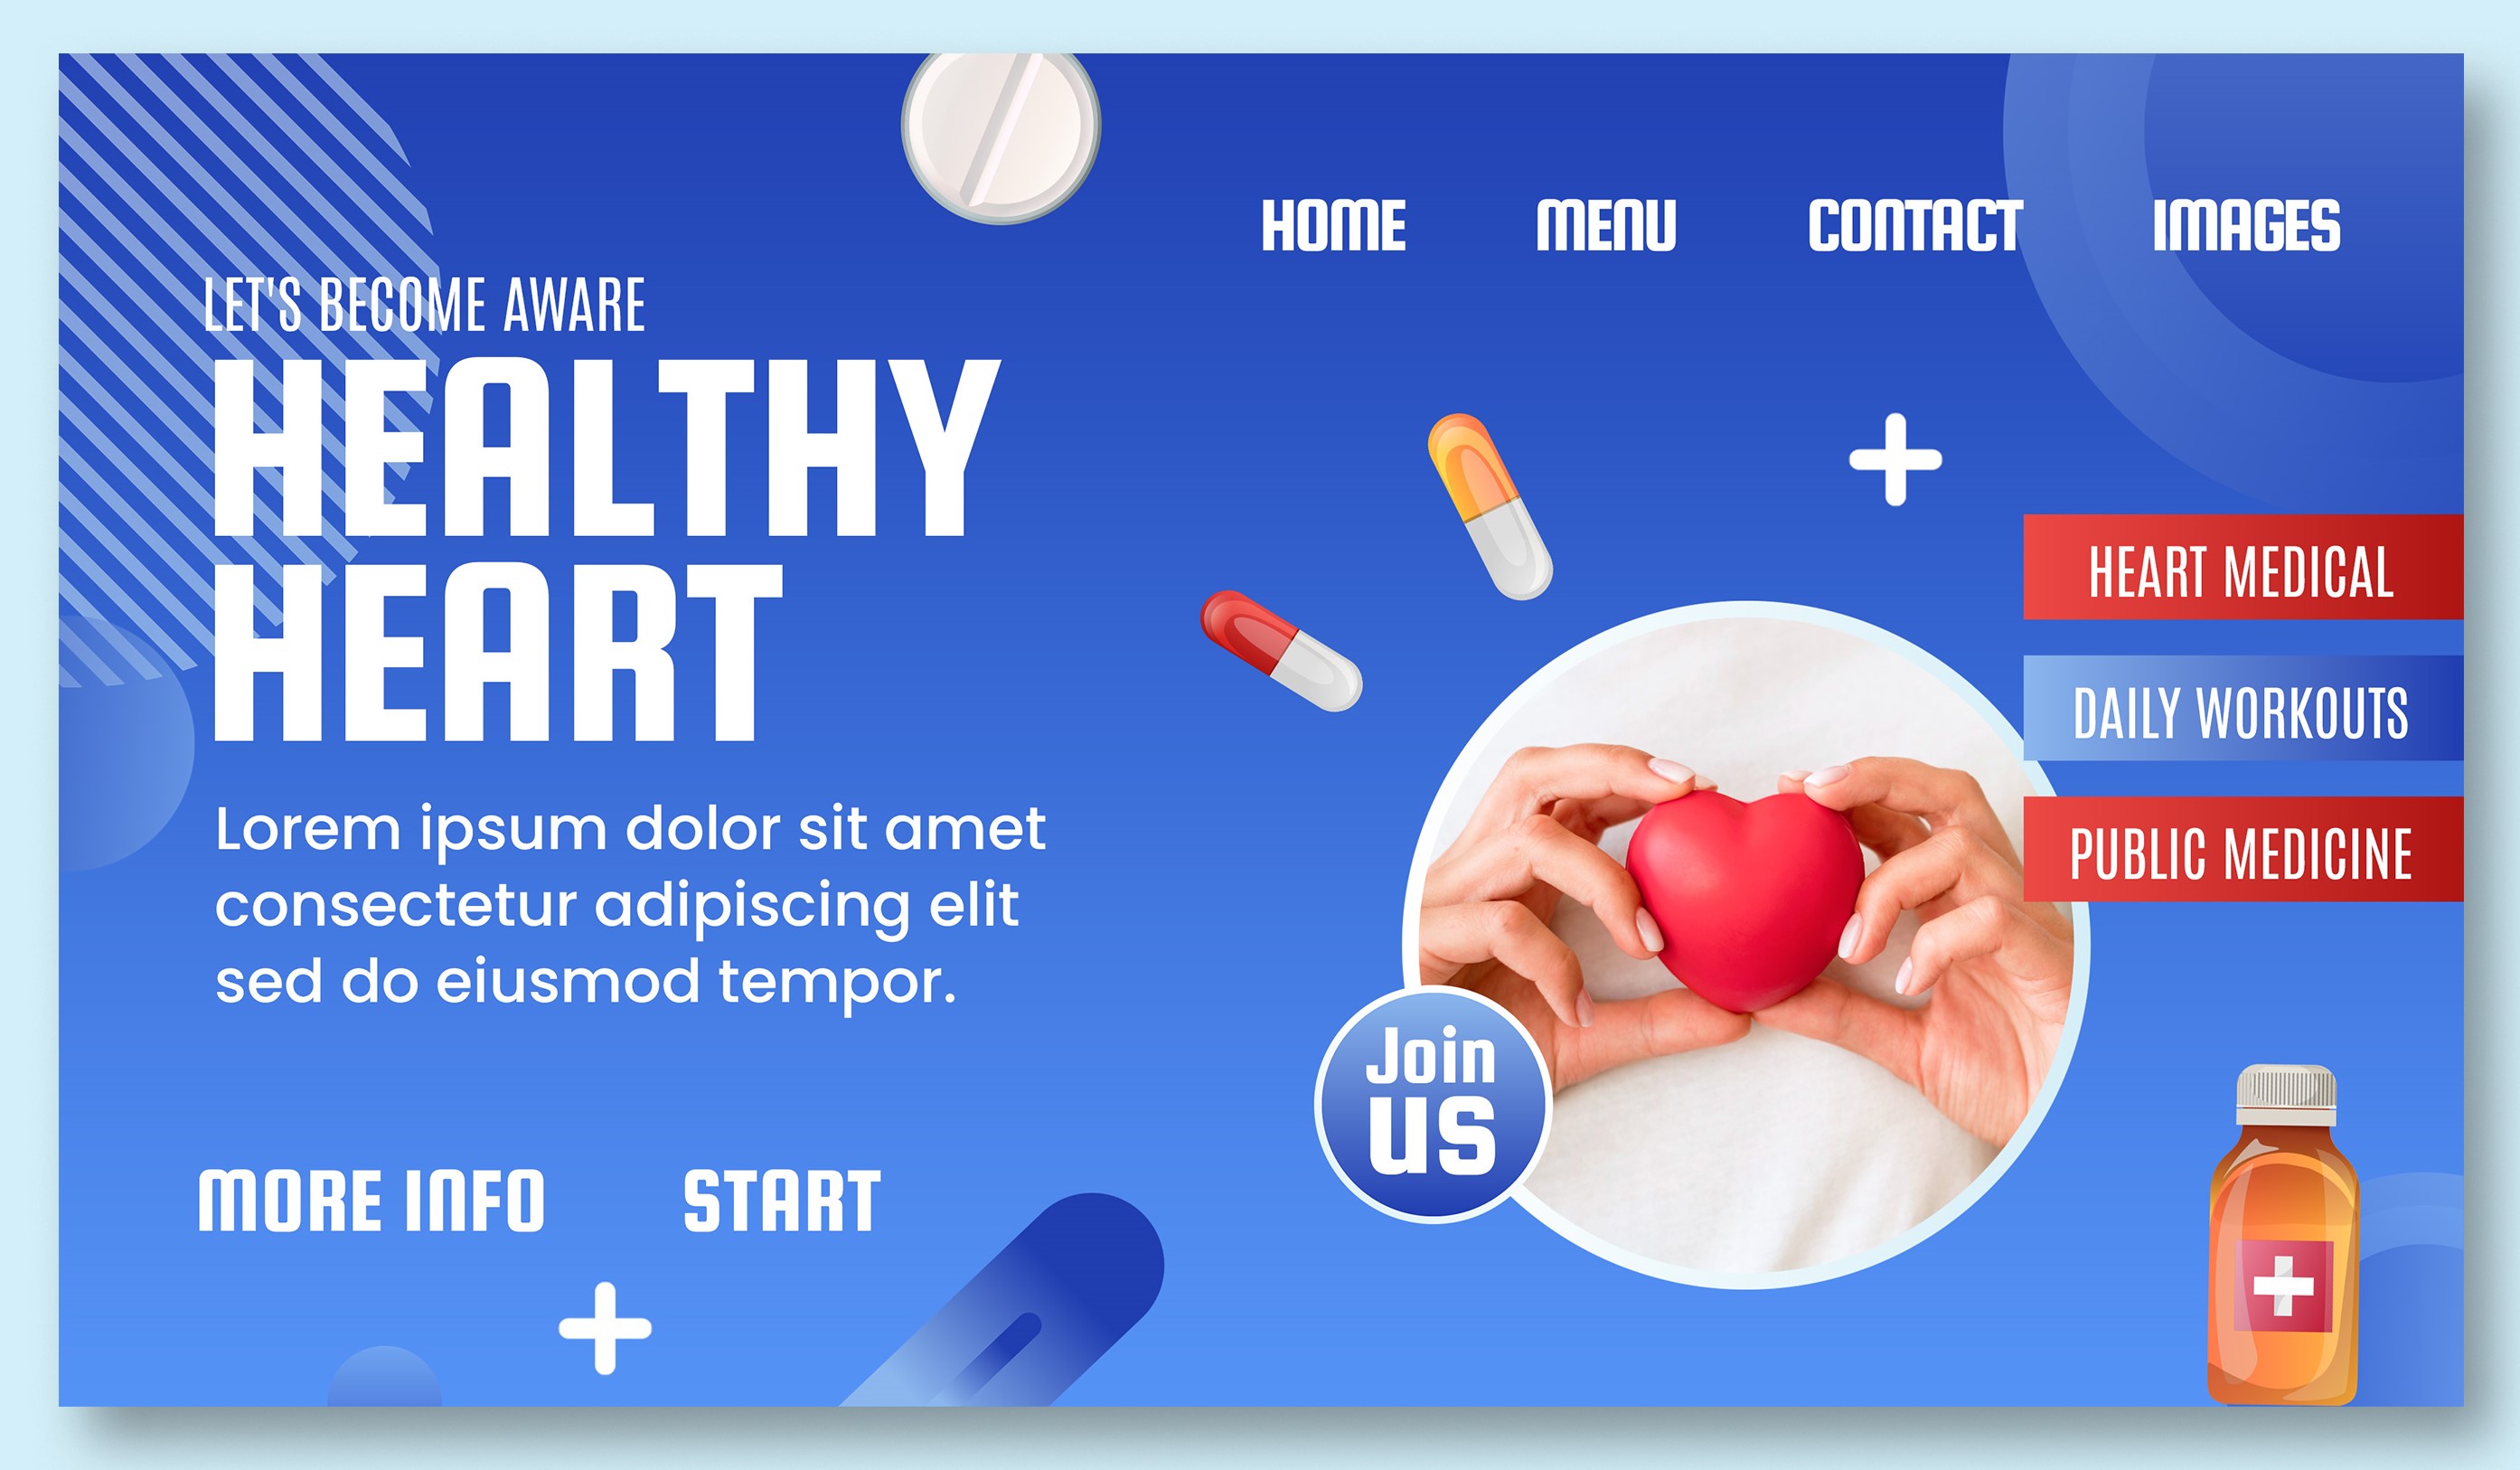 HOME MENU CONTACT IMAGES
LET'S BECOME AWARE
HEALTHY
HEART
Lorem ipsum dolor sit amet
consectetur adipiscing elit
sed do eiusmod tempor.
MORE INFO START
HEART MEDICAL
DAILY WORKOUTS
PUBLIC MEDICINE
Join
us